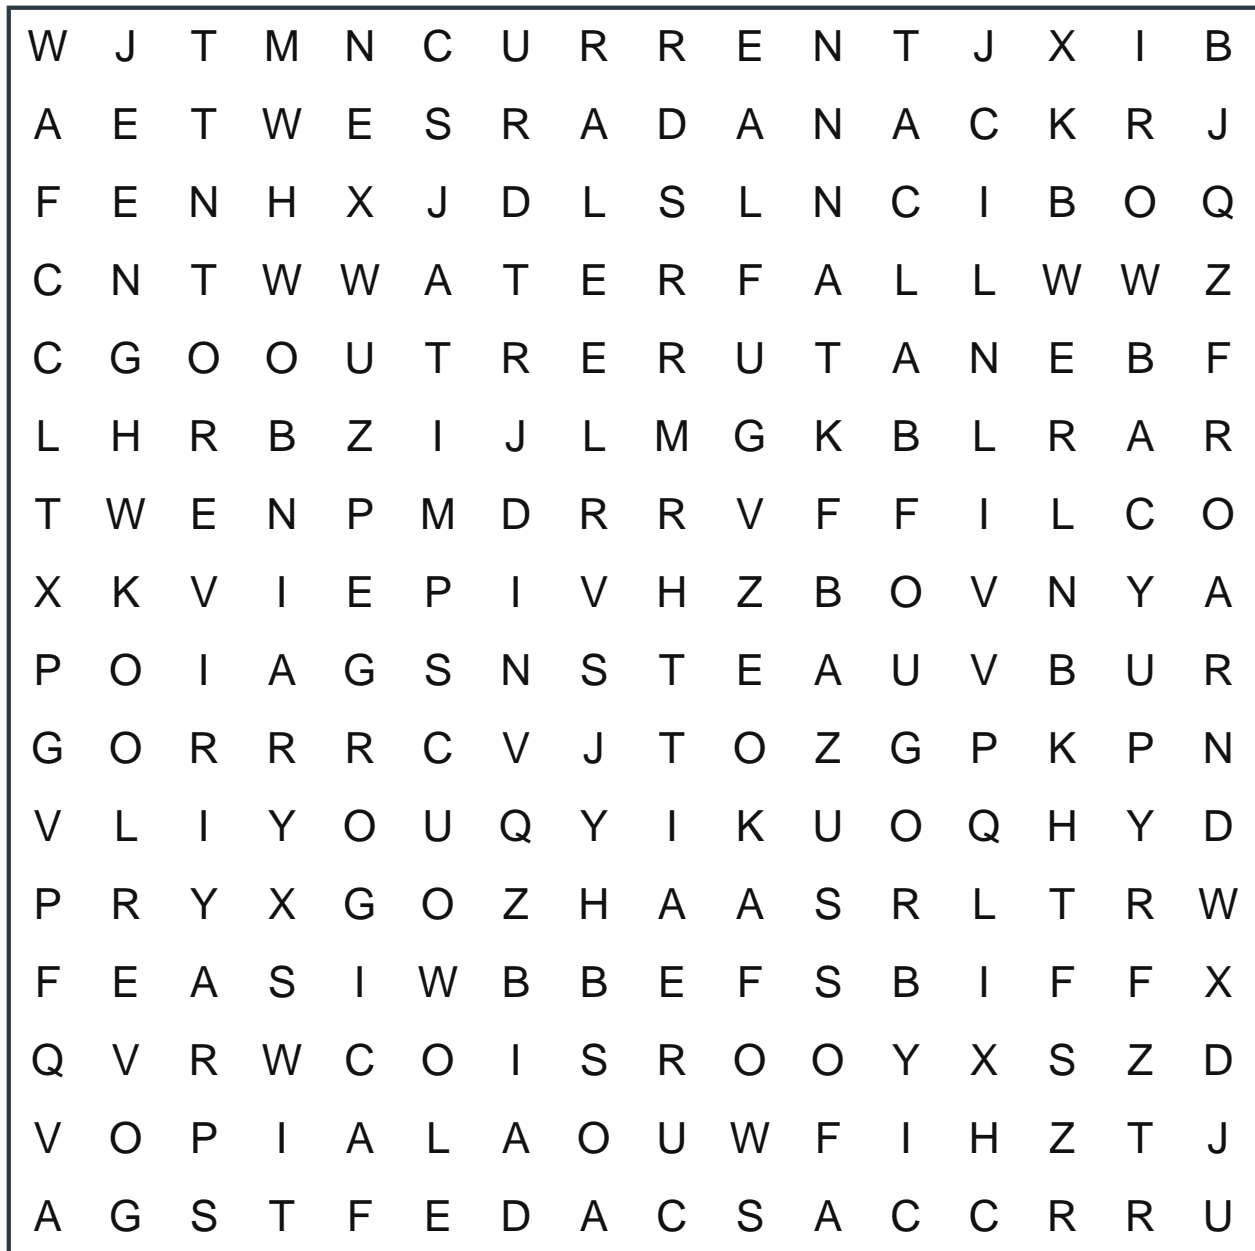 W J T M N C U R R E N T J X I B
A E T W E S R A D A N A C K R J
F E N H X J D L S L N C I B O Q
C N T W W A T E R F A L L W W Z
C G O O U T R E R U T A N E B F
L H R B Z I J L M G K B L R A R
T W E N P M D R R V F F I L C O
X K V I E P I V H Z B O V N Y A
P O I A G S N S T E A U V B U R
G O R R R C V J T O Z G P K P N
V L I Y O U Q Y I K U O Q H Y D
P R Y X G O Z H A A S R L T R W
F E A S I W B B E F S B I F F X
Q V R W C O I S R O O Y X S Z D
V O P I A L A O U W F I H Z T J
A G S T F E D A C S A C C R R U